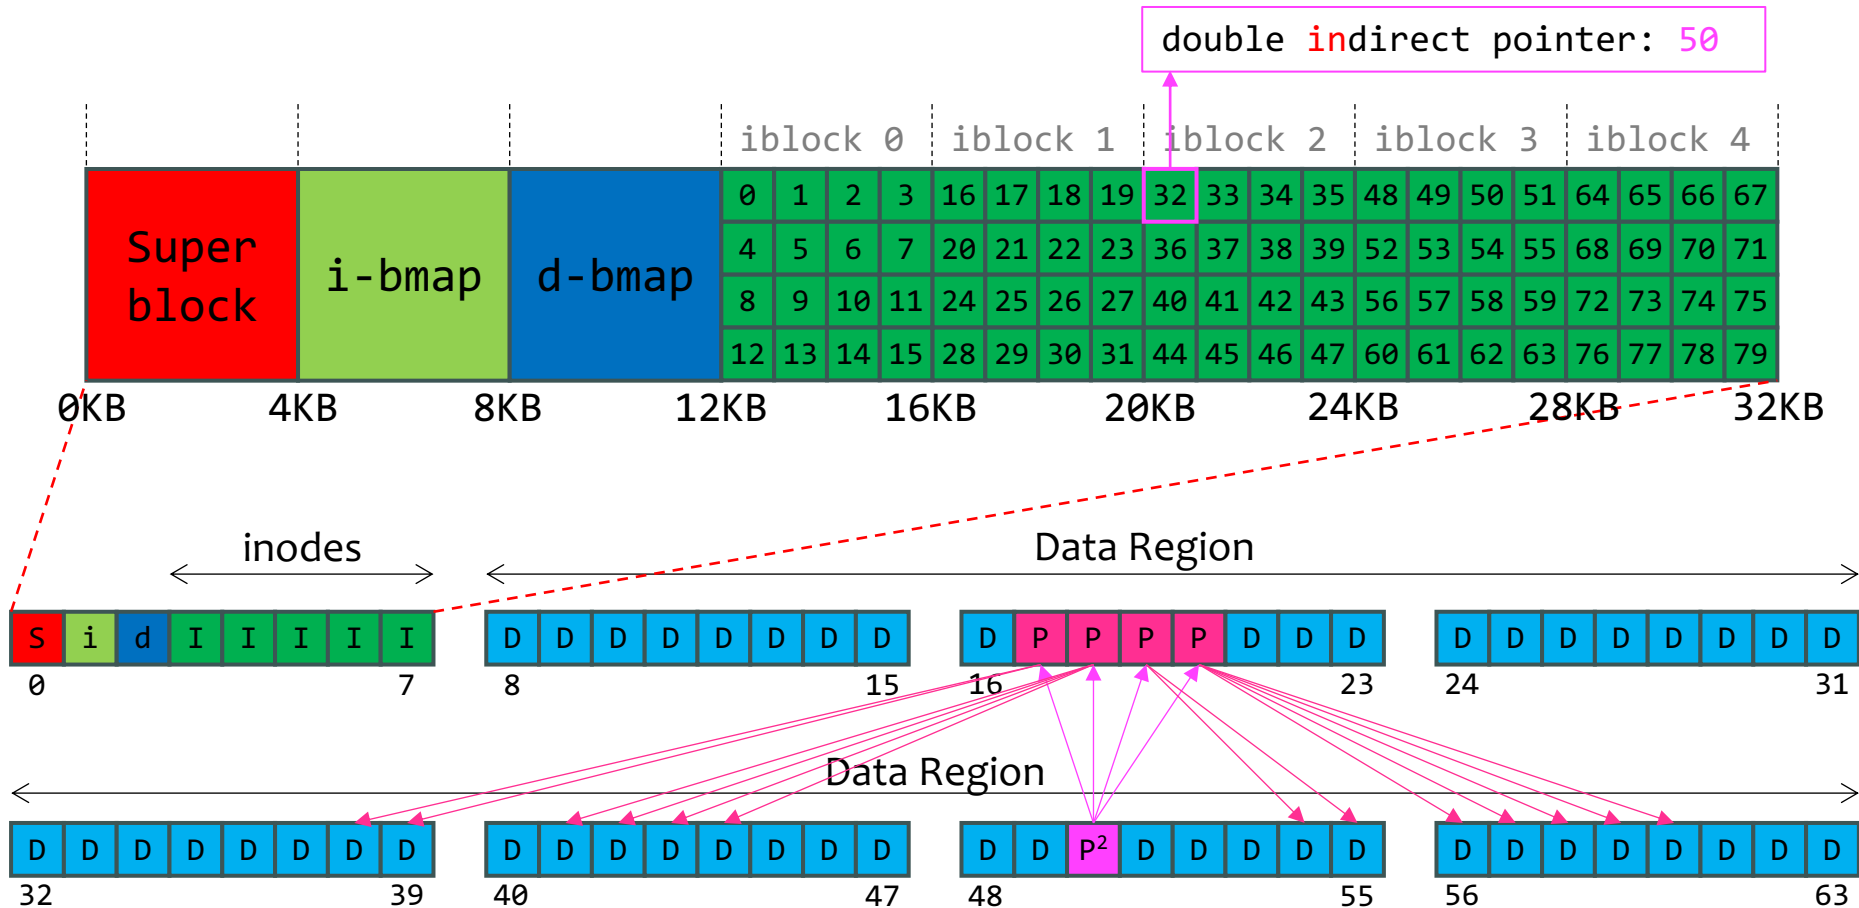 double indirect pointer: 50
iblock 0 iblock 1 iblock 2 iblock 3 iblock 4
Super block
i-bmap
d-bmap
0 1 2 3 16 17 18 19 32 33 34 35 48 49 50 51 64 65 66 67
4 5 6 7 20 21 22 23 36 37 38 39 52 53 54 55 68 69 70 71
8 9 10 11 24 25 26 27 40 41 42 43 56 57 58 59 72 73 74 75
12 13 14 15 28 29 30 31 44 45 46 47 60 61 62 63 76 77 78 79
0KB 4KB 8KB 12KB 16KB 20KB 24KB 28KB 32KB
inodes Data Region
S i d I I I I I D D D D D D D D D P P P P D D D D D D D D D D D
0 7 8 15 16 23 24 31
Data Region
D D D D D D D D D D D D D D D D D D P² D D D D D D D D D D D D D
32 39 40 47 48 55 56 63